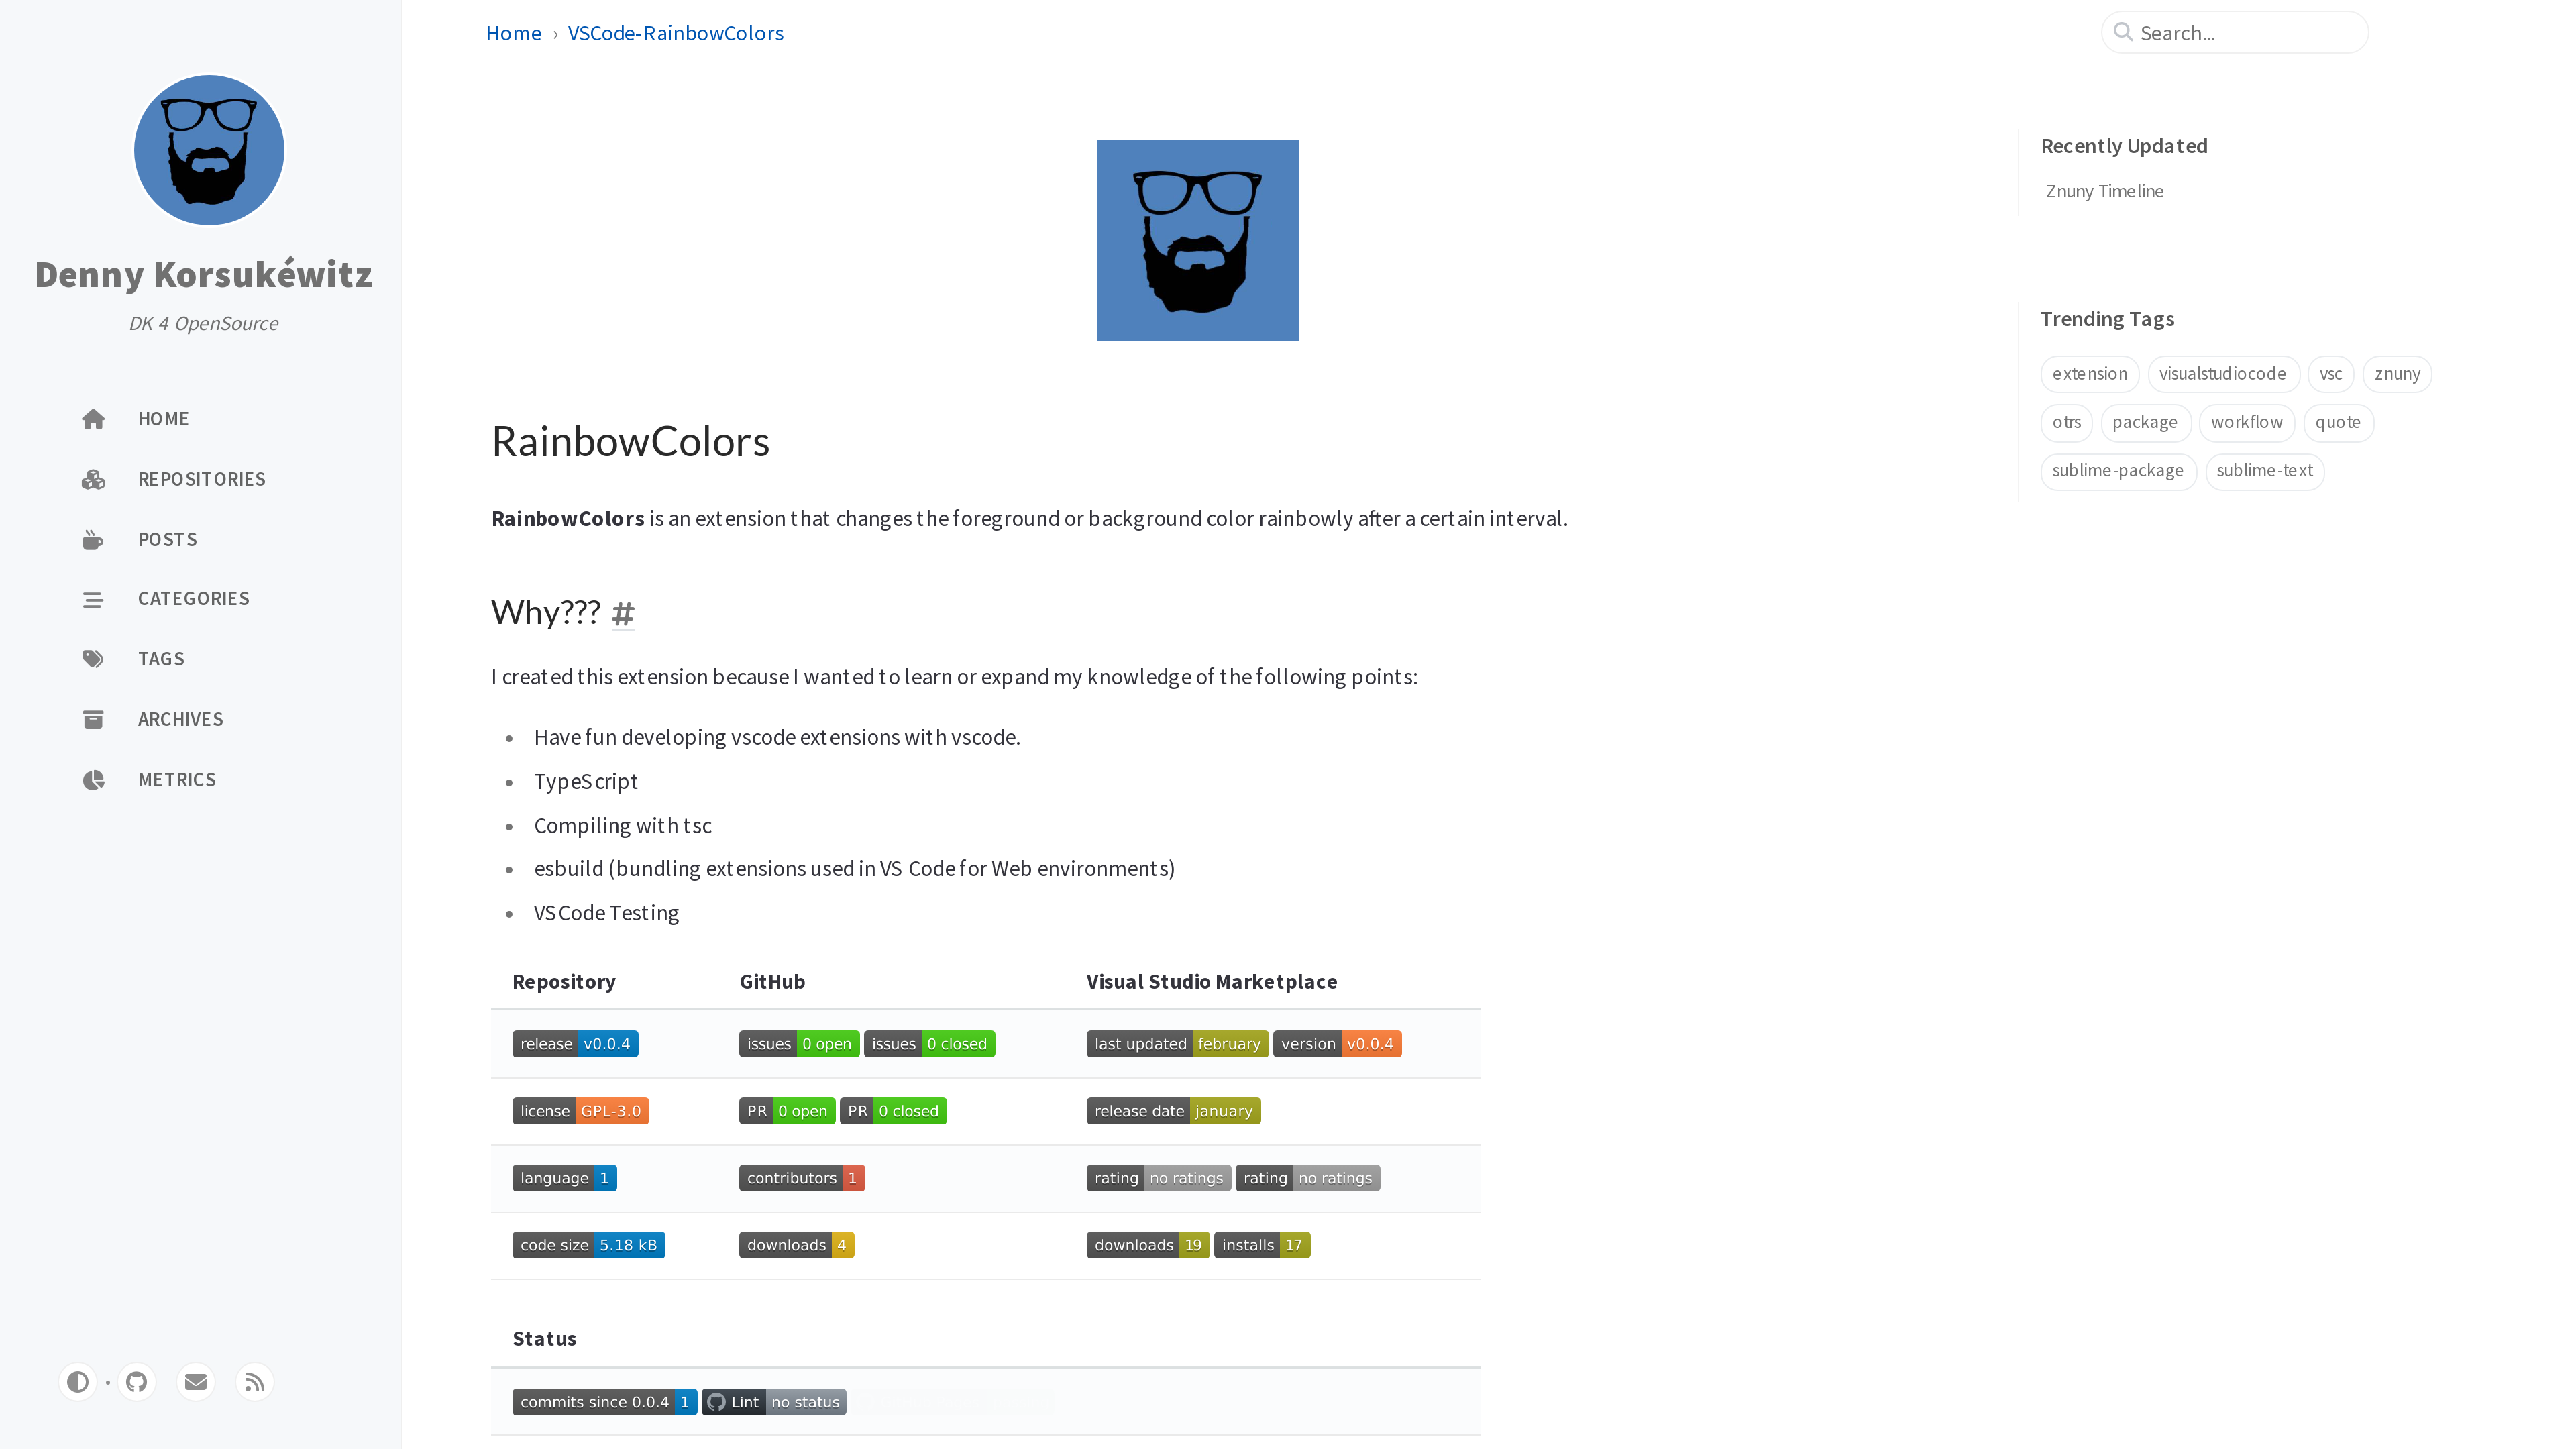 Home › VSCode-RainbowColors
Search...
Denny Korsukéwitz
DK 4 OpenSource
HOME
REPOSITORIES
POSTS
CATEGORIES
TAGS
ARCHIVES
METRICS
RainbowColors
RainbowColors is an extension that changes the foreground or background color rainbowly after a certain interval.
Why??? #
I created this extension because I wanted to learn or expand my knowledge of the following points:
• Have fun developing vscode extensions with vscode.
• TypeScript
• Compiling with tsc
• esbuild (bundling extensions used in VS Code for Web environments)
• VSCode Testing
Repository GitHub Visual Studio Marketplace
release v0.0.4 issues 0 open issues 0 closed last updated february version v0.0.4
license GPL-3.0 PR 0 open PR 0 closed release date january
language 1 contributors 1 rating no ratings rating no ratings
code size 5.18 kB downloads 4 downloads 19 installs 17
Status
commits since 0.0.4 1 Lint no status
Recently Updated
Znuny Timeline
Trending Tags
extension visualstudiocode vsc znuny
otrs package workflow quote
sublime-package sublime-text